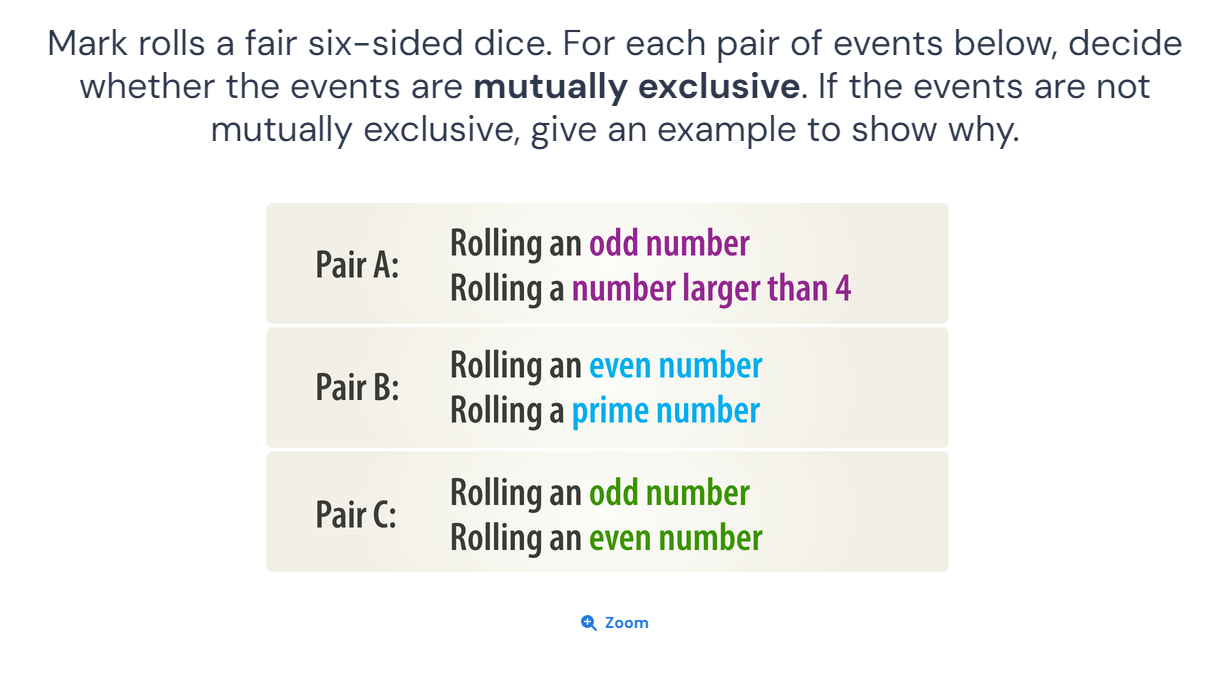 Mark rolls a fair six-sided dice. For each pair of events below, decide
whether the events are mutually exclusive. If the events are not
mutually exclusive, give an example to show why.
Pair A:
Rolling an odd number
Rolling a number larger than 4
Pair B:
Rolling an even number
Rolling a prime number
Pair C:
Rolling an odd number
Rolling an even number
Zoom